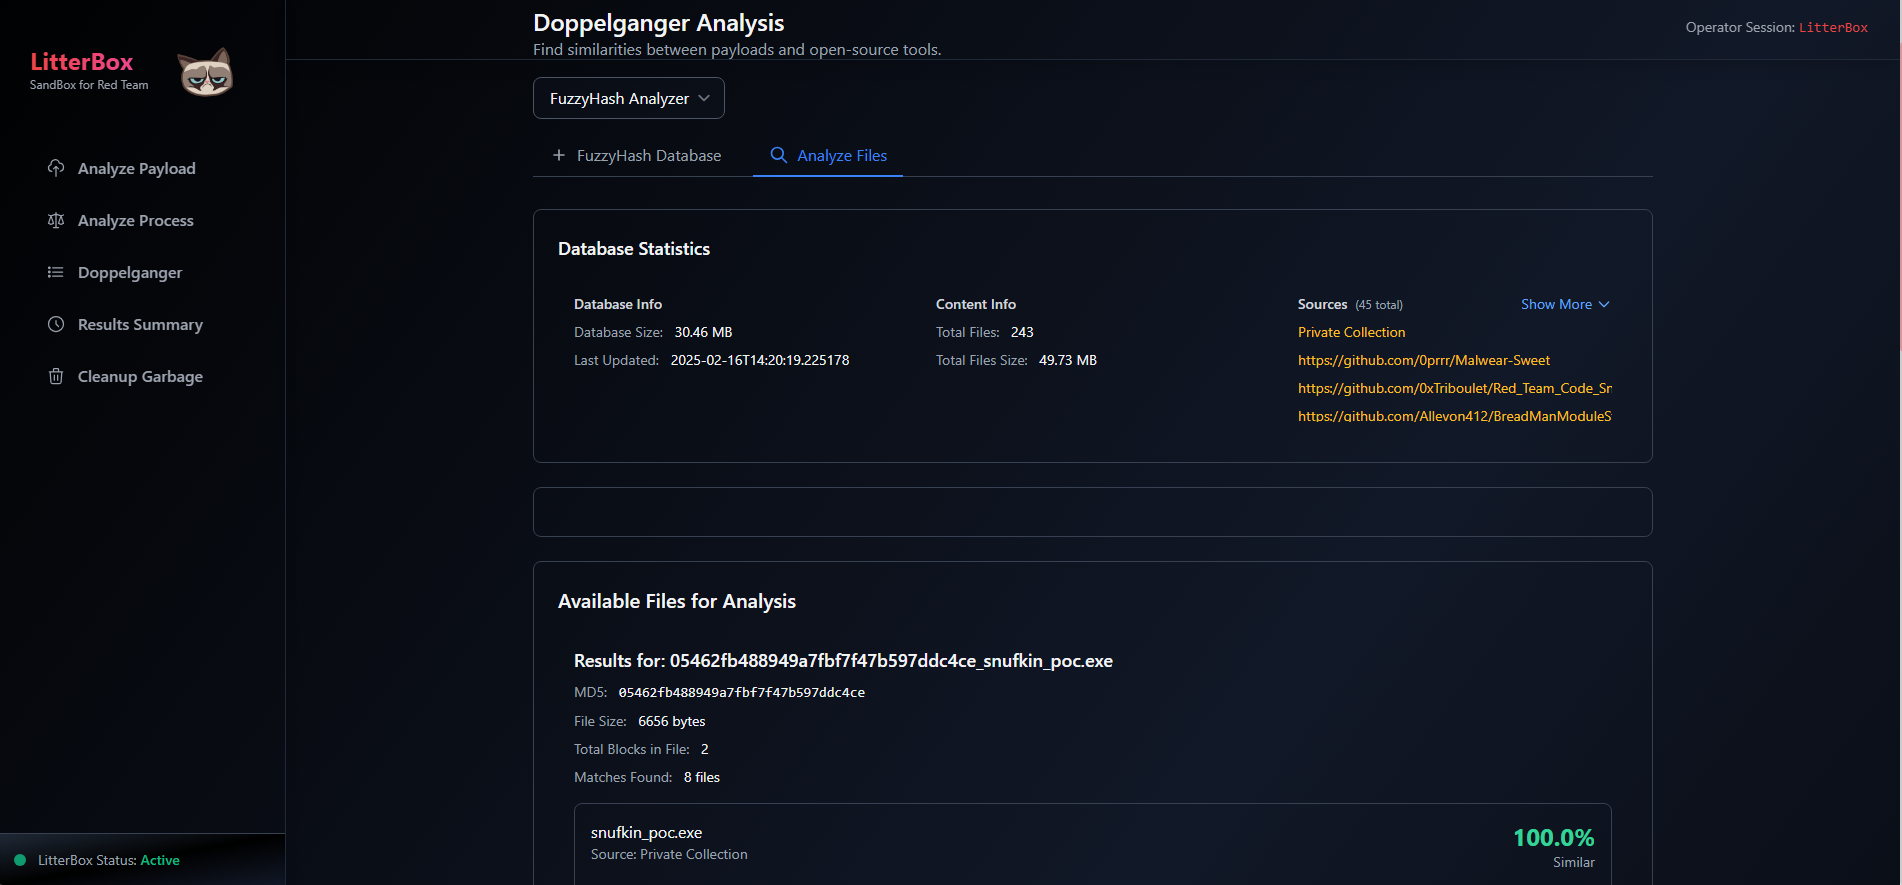 LitterBox
SandBox for Red Team
Analyze Payload
Analyze Process
Doppelganger
Results Summary
Cleanup Garbage
LitterBox Status: Active
Doppelganger Analysis
Find similarities between payloads and open-source tools.
Operator Session: LitterBox
FuzzyHash Analyzer
FuzzyHash Database
Analyze Files
Database Statistics
Database Info
Database Size: 30.46 MB
Last Updated: 2025-02-16T14:20:19.225178
Content Info
Total Files: 243
Total Files Size: 49.73 MB
Sources (45 total)
Show More
Private Collection
https://github.com/0prrr/Malwear-Sweet
https://github.com/0xTriboulet/Red_Team_Code_Sn
https://github.com/Allevon412/BreadManModuleS
Available Files for Analysis
Results for: 05462fb488949a7fbf7f47b597ddc4ce_snufkin_poc.exe
MD5: 05462fb488949a7fbf7f47b597ddc4ce
File Size: 6656 bytes
Total Blocks in File: 2
Matches Found: 8 files
snufkin_poc.exe
Source: Private Collection
100.0%
Similar